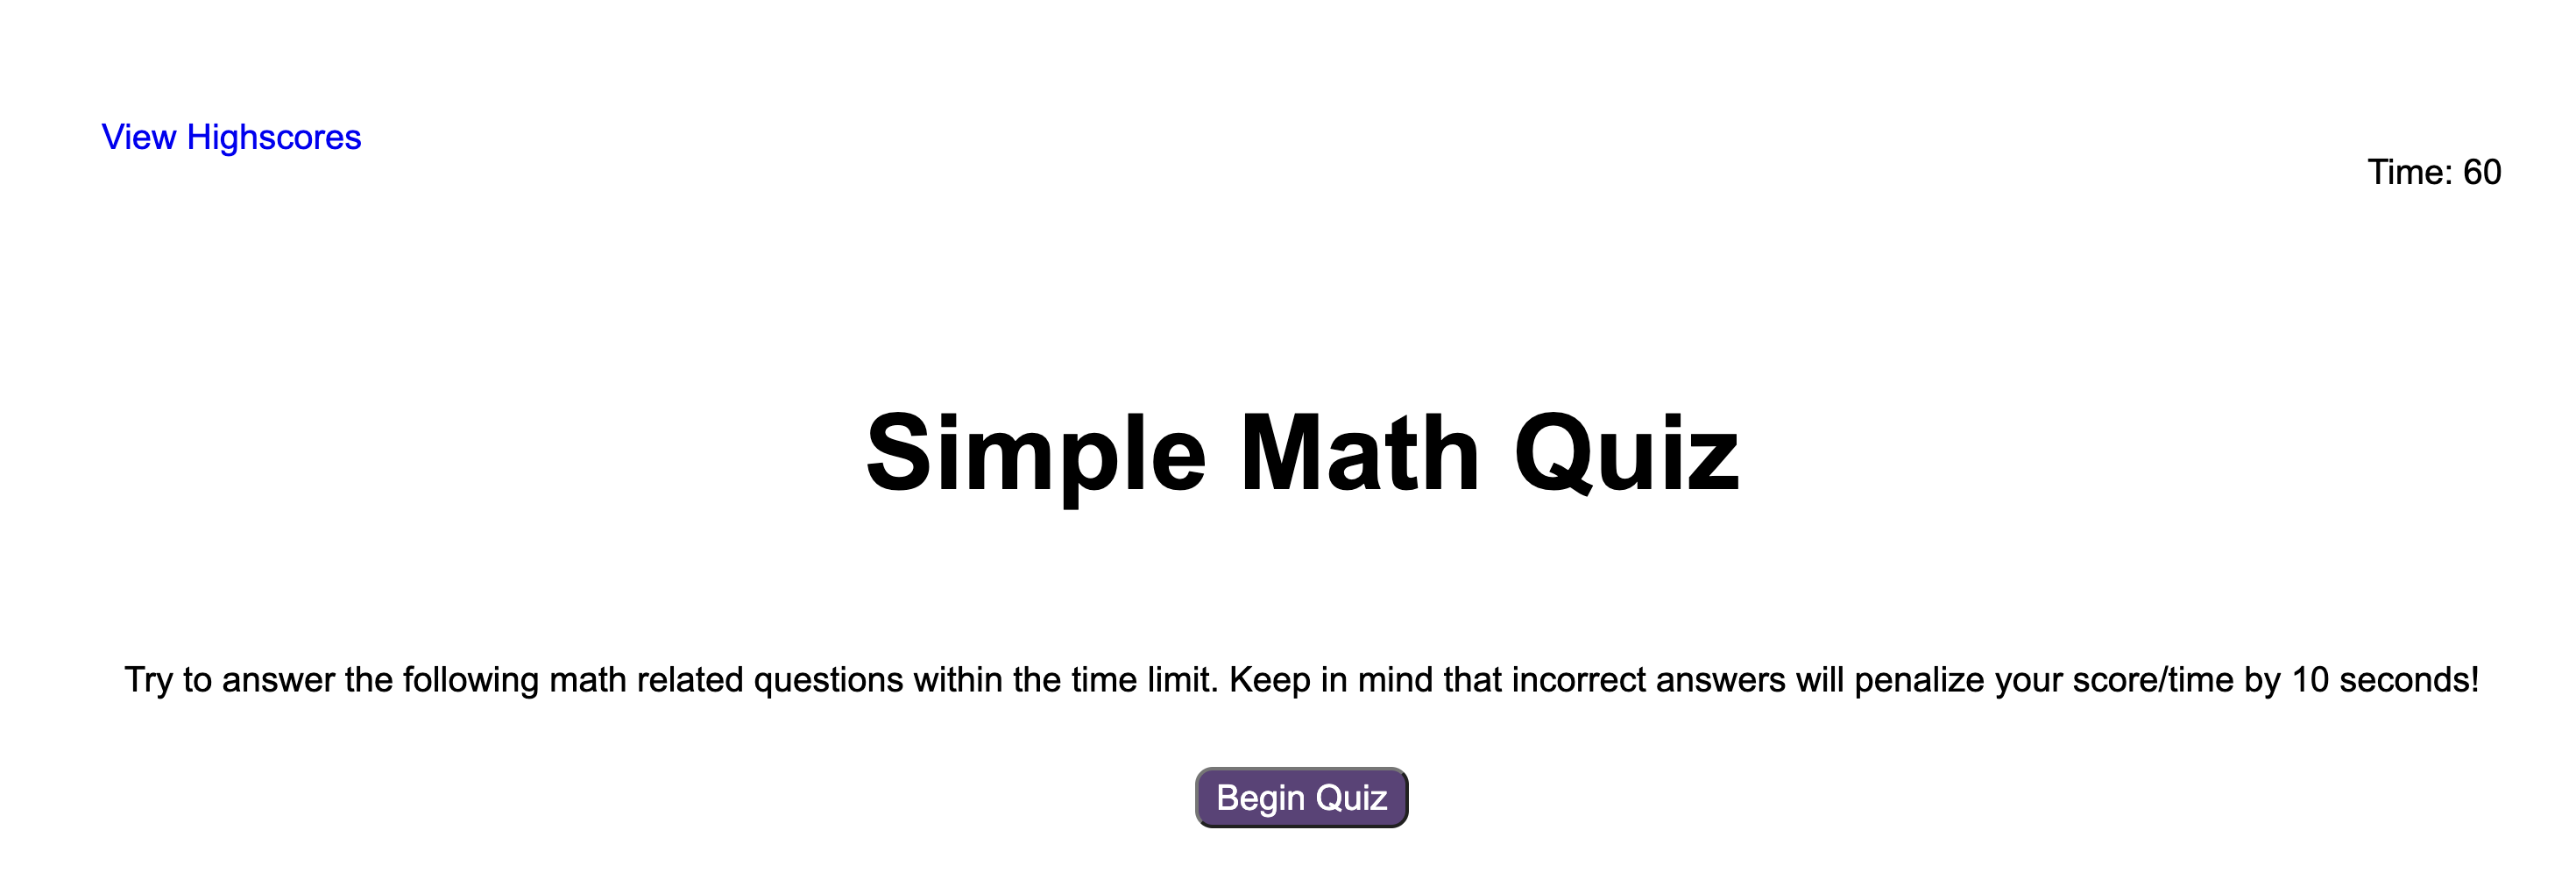 View Highscores
Time: 60
Simple Math Quiz
Try to answer the following math related questions within the time limit. Keep in mind that incorrect answers will penalize your score/time by 10 seconds!
Begin Quiz